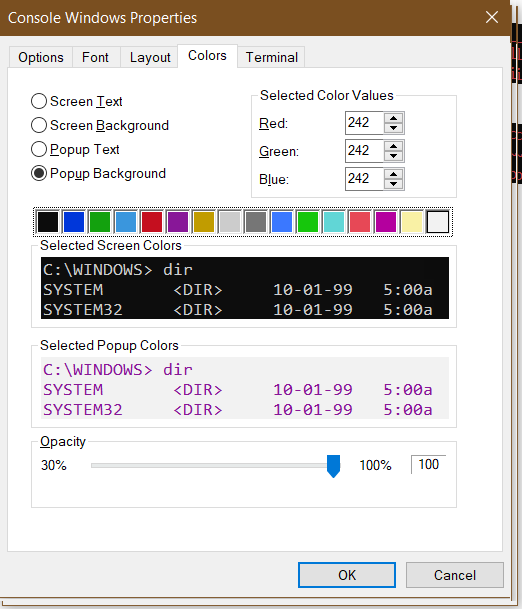 Console Windows Properties
Options Font Layout Colors Terminal
Screen Text
Screen Background
Popup Text
Popup Background
Selected Color Values
Red: 242
Green: 242
Blue: 242
Selected Screen Colors
C:\WINDOWS> dir
SYSTEM <DIR> 10-01-99 5:00a
SYSTEM32 <DIR> 10-01-99 5:00a
Selected Popup Colors
C:\WINDOWS> dir
SYSTEM <DIR> 10-01-99 5:00a
SYSTEM32 <DIR> 10-01-99 5:00a
Opacity
30% 100% 100
OK Cancel